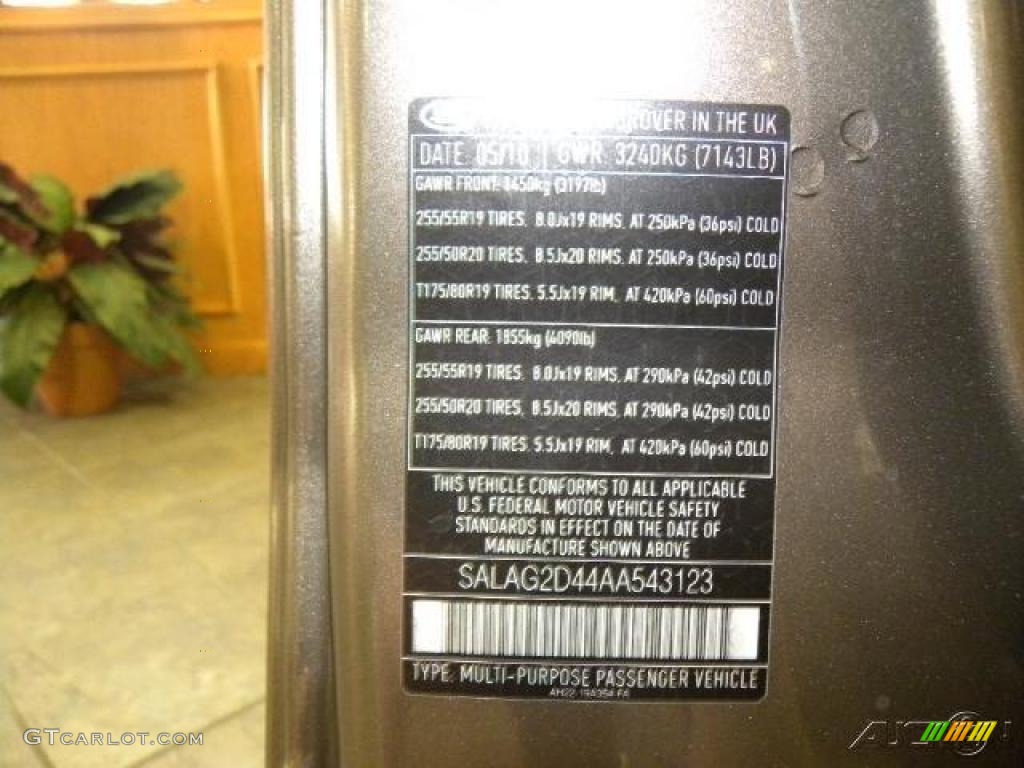 ROVER IN THE UK
DATE. 05/10 GWR. 3240KG (7143LB)
GAWR FRONT: 1450kg (3197lb)
255/55R19 TIRES. 8.0Jx19 RIMS. AT 250kPa (36psi) COLD
255/50R20 TIRES. 8.5Jx20 RIMS. AT 250kPa (36psi) COLD
T175/80R19 TIRES. 5.5Jx19 RIM, AT 420kPa (60psi) COLD
GAWR REAR: 1855kg (4090lb)
255/55R19 TIRES. 8.0Jx19 RIMS. AT 290kPa (42psi) COLD
255/50R20 TIRES. 8.5Jx20 RIMS. AT 290kPa (42psi) COLD
T175/80R19 TIRES. 5.5Jx19 RIM, AT 420kPa (60psi) COLD
THIS VEHICLE CONFORMS TO ALL APPLICABLE
U.S. FEDERAL MOTOR VEHICLE SAFETY
STANDARDS IN EFFECT ON THE DATE OF
MANUFACTURE SHOWN ABOVE
SALAG2D44AA543123
TYPE: MULTI-PURPOSE PASSENGER VEHICLE
GTCARLOT.COM